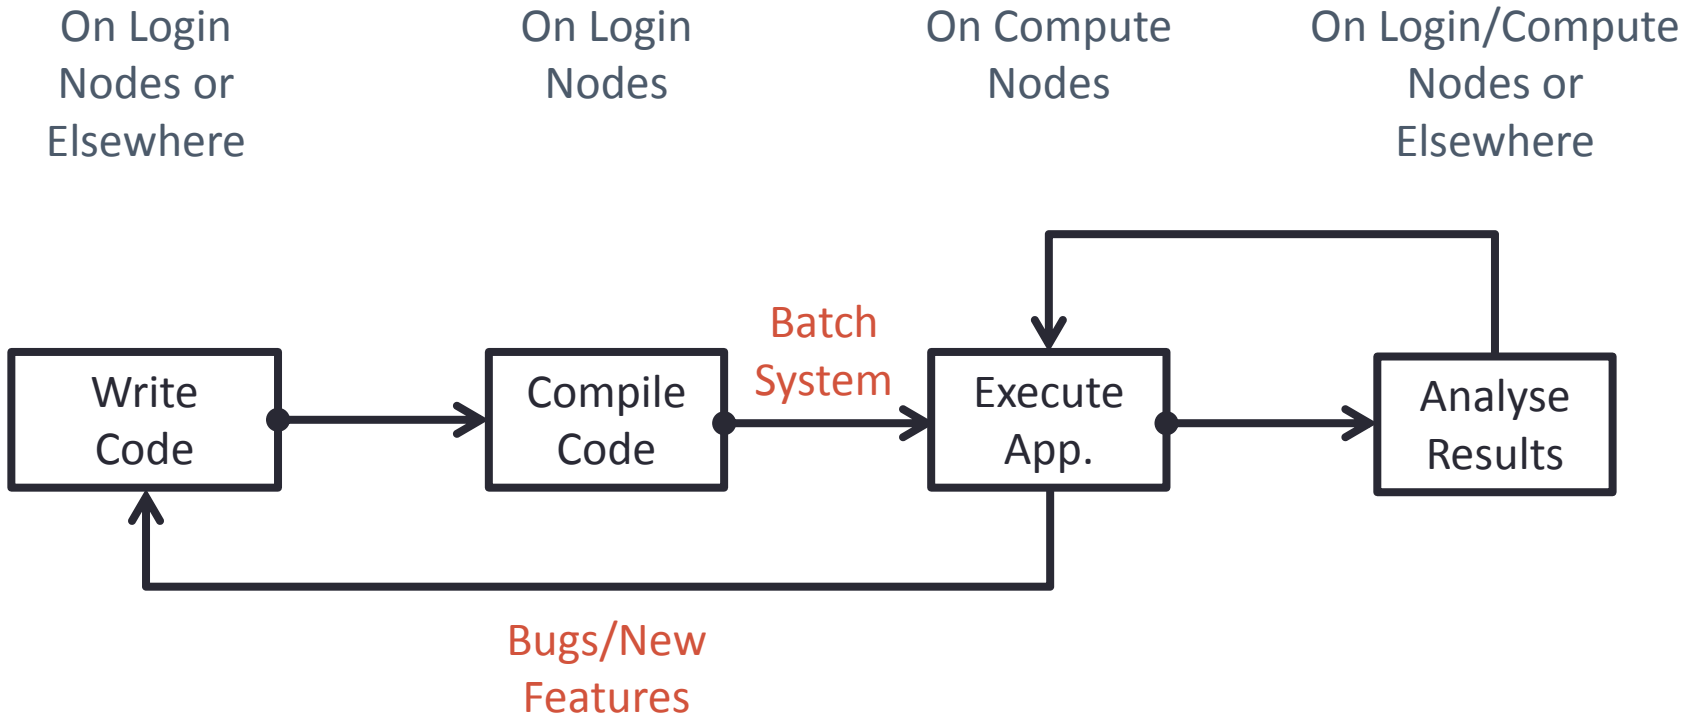 On Login
Nodes or
Elsewhere
On Login
Nodes
On Compute
Nodes
On Login/Compute
Nodes or
Elsewhere
Batch
System
Write
Code
Compile
Code
Execute
App.
Analyse
Results
Bugs/New
Features